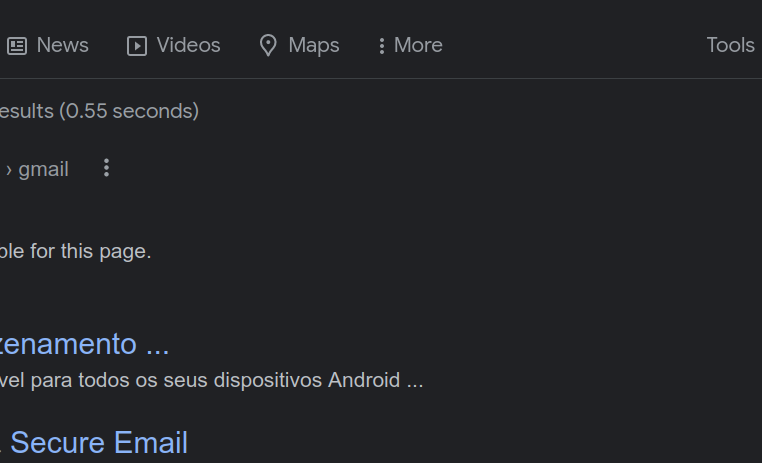 News Videos Maps More Tools
esults (0.55 seconds)
› gmail
ble for this page.
zenamento ...
vel para todos os seus dispositivos Android ...
Secure Email